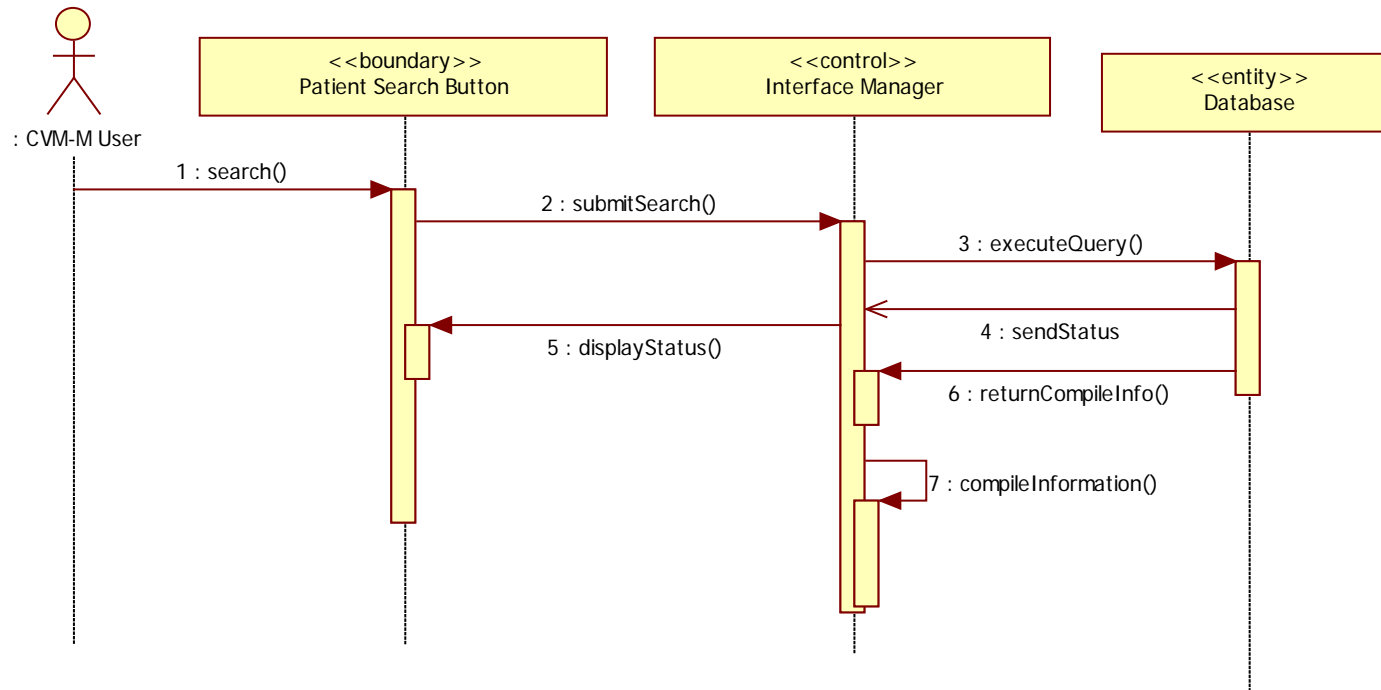 <<boundary>>
Patient Search Button
<<control>>
Interface Manager
<<entity>>
Database
: CVM-M User
1 : search()
2 : submitSearch()
3 : executeQuery()
4 : sendStatus
5 : displayStatus()
6 : returnCompileInfo()
7 : compileInformation()